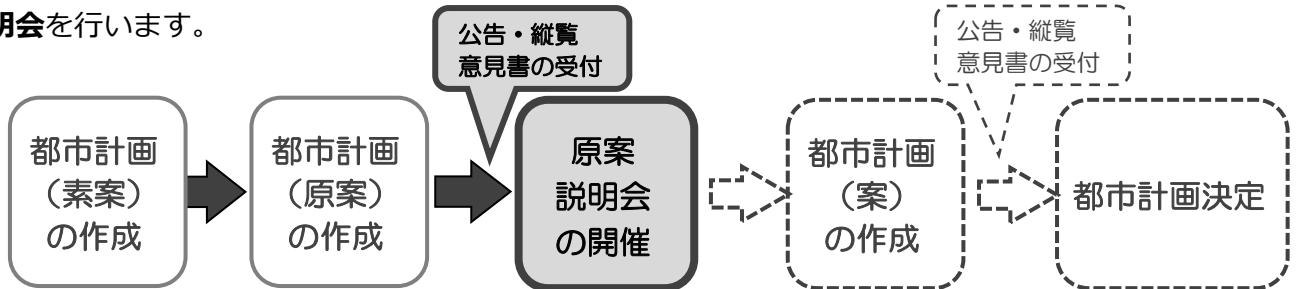 明会を行います。
公告・縦覧
意見書の受付
公告・縦覧
意見書の受付
都市計画
（素案）
の作成
都市計画
（原案）
の作成
原案
説明会
の開催
都市計画
（案）
の作成
都市計画決定